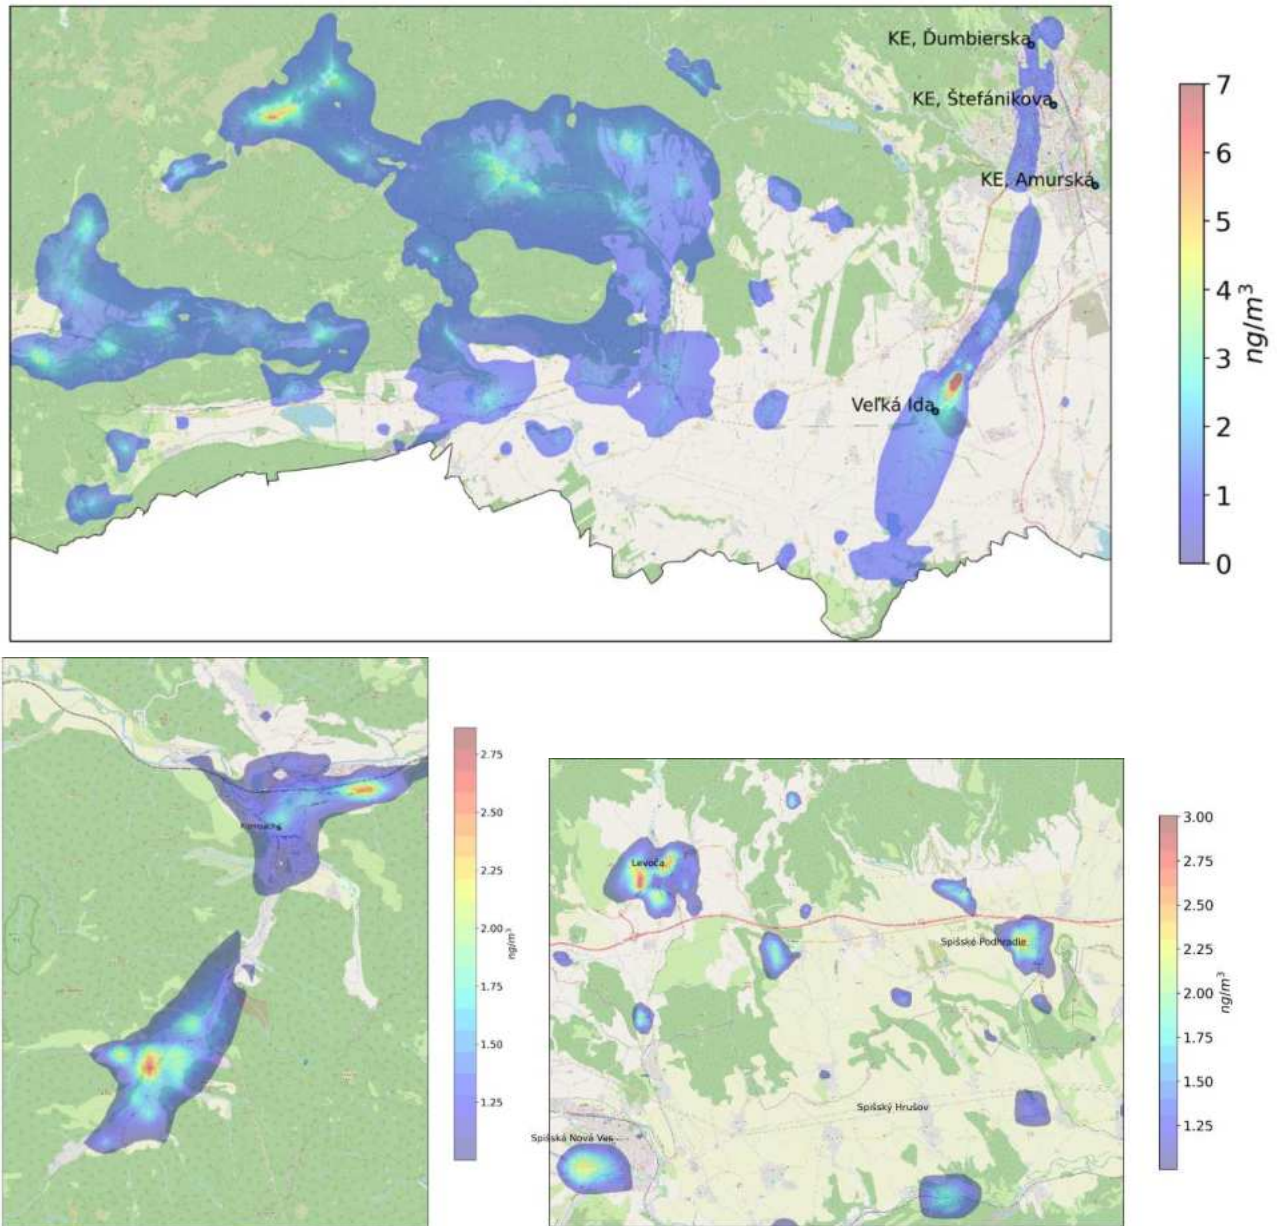 KE, Ďumbierska
KE, Štefánikova
KE, Amurská
Veľká Ida
7
6
5
4
3
2
1
0
ng/m³
2.75
2.50
2.25
2.00
1.75
1.50
1.25
ng/m³
Levoča
Spišské Podhradie
Spišský Hrušov
Spišská Nová Ves
3.00
2.75
2.50
2.25
2.00
1.75
1.50
1.25
ng/m³